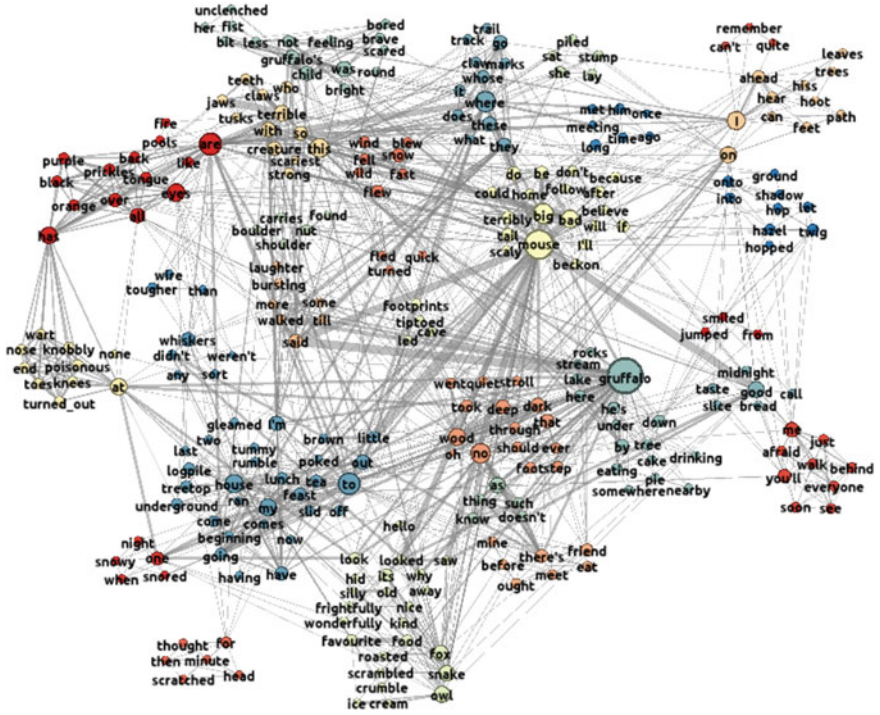 unclenched
her fist
bit less not feeling
bored
brave
scared
gruffalo's
child was round
bright
teeth
claws who
jaws
tusks
terrible
with so
creature this
scariest
strong
trail
track go
clawmarks
whose
it
where
does
these
what
they
piled
sat stump
she lay
remember
can't quite
leaves
trees
ahead
hiss
hear
hoot
can
path
feet
I
on
met him once
meeting
time ago
long
fire
pools
are
like
back
purple
prickles
tongue
black
eyes
over
orange
all
has
wind blew
fell snow
wild fast
flew
do be don't
because
could home follow after
terribly big bad believe
will if
tail
mouse I'll
scaly
beckon
onto ground
into shadow
hop let
hazel twig
hopped
carries found
boulder nut
shoulder
fled quick
turned
laughter
bursting
more some
walked till
said
wire
tougher than
footprints
tiptoed
cave
led
smiled
jumped from
wart
nose knobbly none
end poisonous
toes knees at
turned_out
whiskers
didn't weren't
any sort
rocks
stream
lake gruffalo
here
he's
under down
by tree
cake drinking
eating
pie
somewhere nearby
midnight
taste good call
slice bread
went quiet stroll
took deep dark
that
through
wood
oh no should ever
footstep
me just
afraid
walk behind
you'll
everyone
soon see
gleamed I'm
two
brown little
last
tummy
rumble
poked out
logpile
treetop house lunch tea to
feast
underground ran my slid off
come comes
beginning now
going
having have
as
thing such
know doesn't
hello
night
snowy one
when snored
mine
there's friend
before eat
meet
ought
look looked saw
hid its why
silly old away
frightfully nice
wonderfully kind
favourite food
roasted fox
scrambled snake
crumble owl
ice cream
thought for
then minute
scratched head